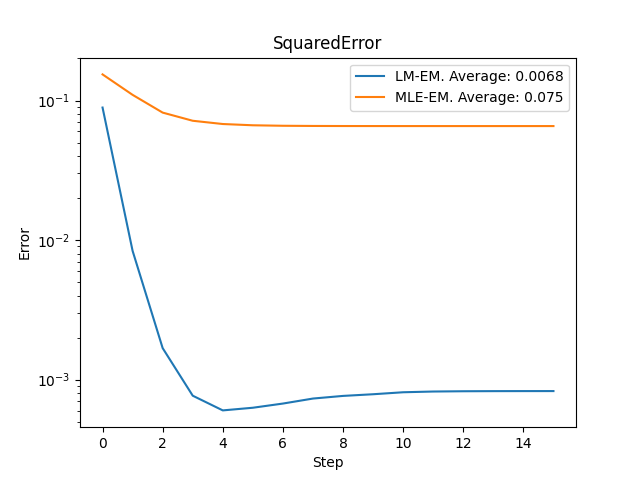 SquaredError
LM-EM. Average: 0.0068
MLE-EM. Average: 0.075
Error
10⁻¹
10⁻²
10⁻³
0 2 4 6 8 10 12 14
Step